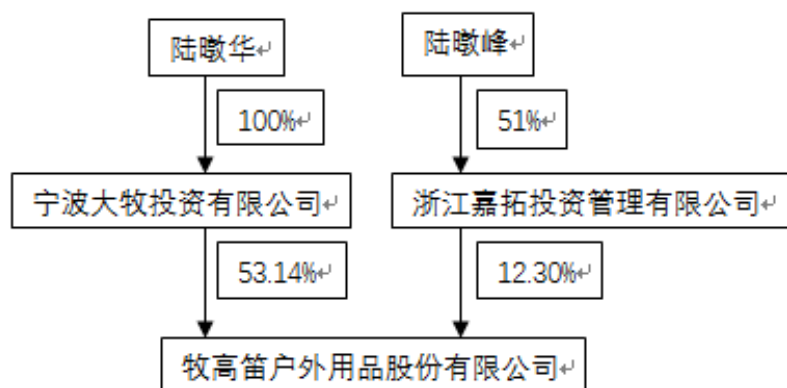 陆暾华
陆暾峰
100%
51%
宁波大牧投资有限公司
浙江嘉拓投资管理有限公司
53.14%
12.30%
牧高笛户外用品股份有限公司